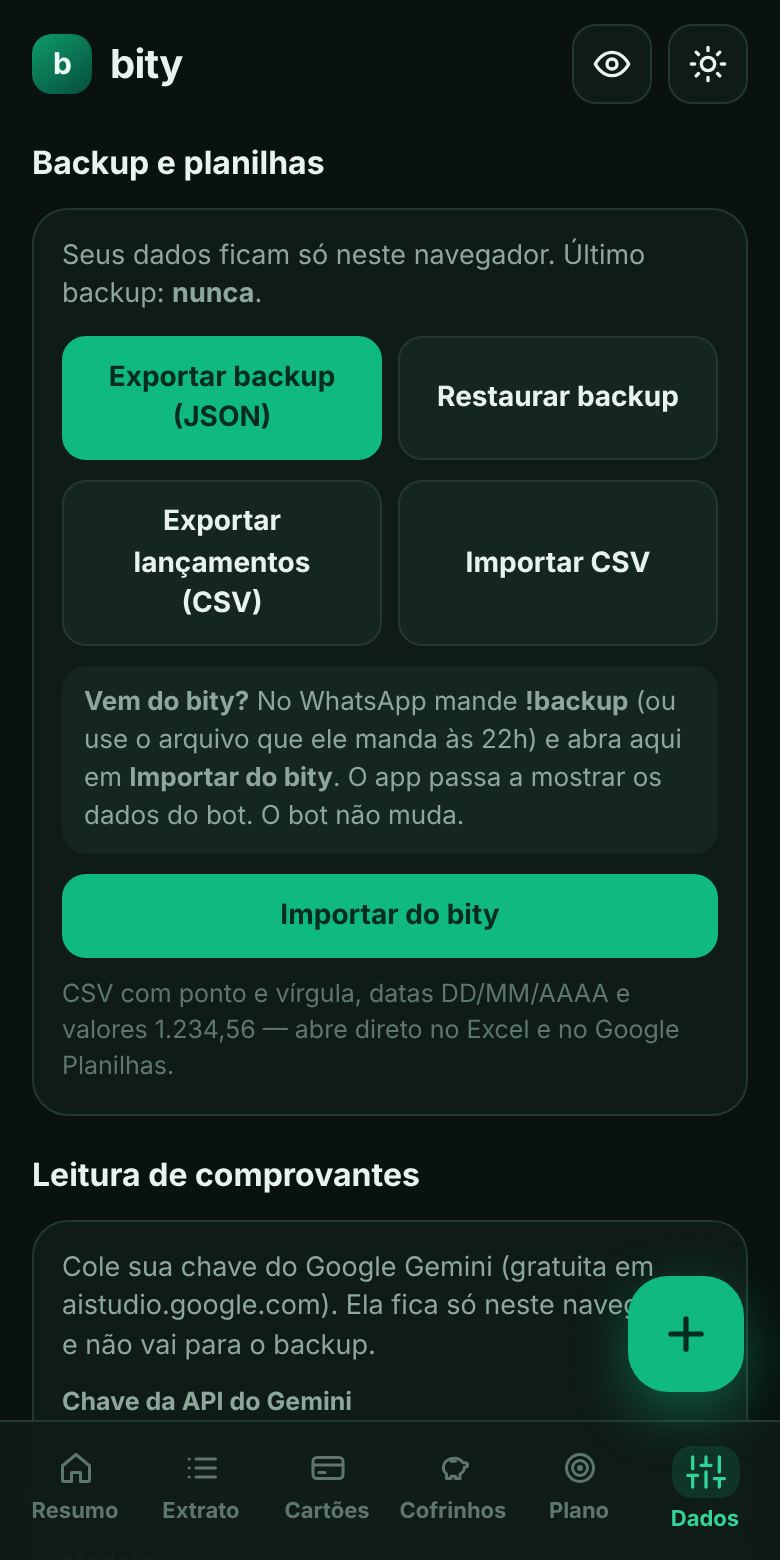 b bity
Backup e planilhas
Seus dados ficam só neste navegador. Último
backup: nunca.
Exportar backup
(JSON)
Restaurar backup
Exportar
lançamentos
(CSV)
Importar CSV
Vem do bity? No WhatsApp mande !backup (ou
use o arquivo que ele manda às 22h) e abra aqui
em Importar do bity. O app passa a mostrar os
dados do bot. O bot não muda.
Importar do bity
CSV com ponto e vírgula, datas DD/MM/AAAA e
valores 1.234,56 — abre direto no Excel e no Google
Planilhas.
Leitura de comprovantes
Cole sua chave do Google Gemini (gratuita em
aistudio.google.com). Ela fica só neste
e não vai para o backup.
Chave da API do Gemini
Resumo Extrato Cartões Cofrinhos Plano Dados